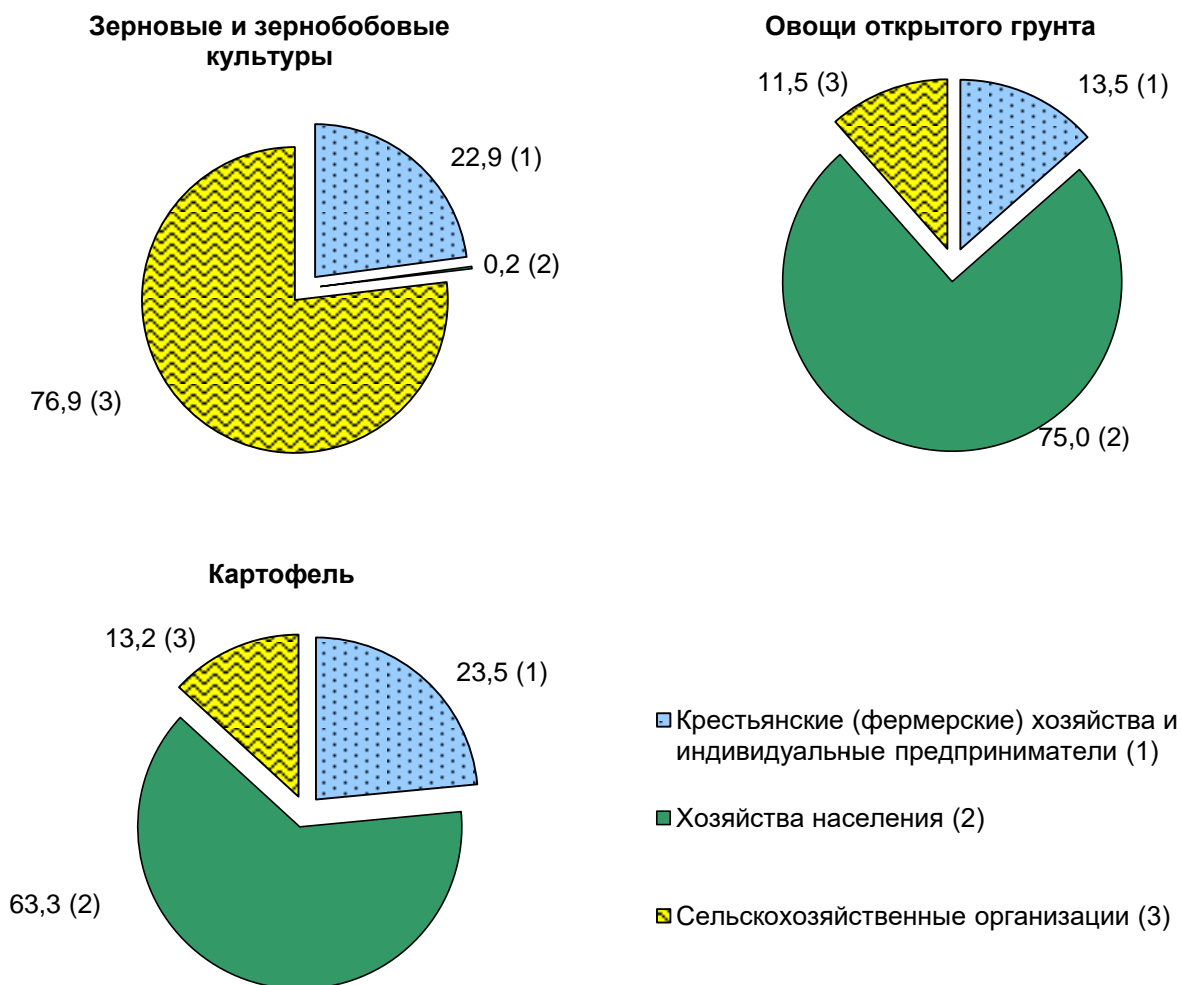 Зерновые и зернобобовые
культуры
22,9 (1)
0,2 (2)
76,9 (3)
Овощи открытого грунта
11,5 (3)
13,5 (1)
75,0 (2)
Картофель
13,2 (3)
23,5 (1)
63,3 (2)
Крестьянские (фермерские) хозяйства и
индивидуальные предприниматели (1)
Хозяйства населения (2)
Сельскохозяйственные организации (3)